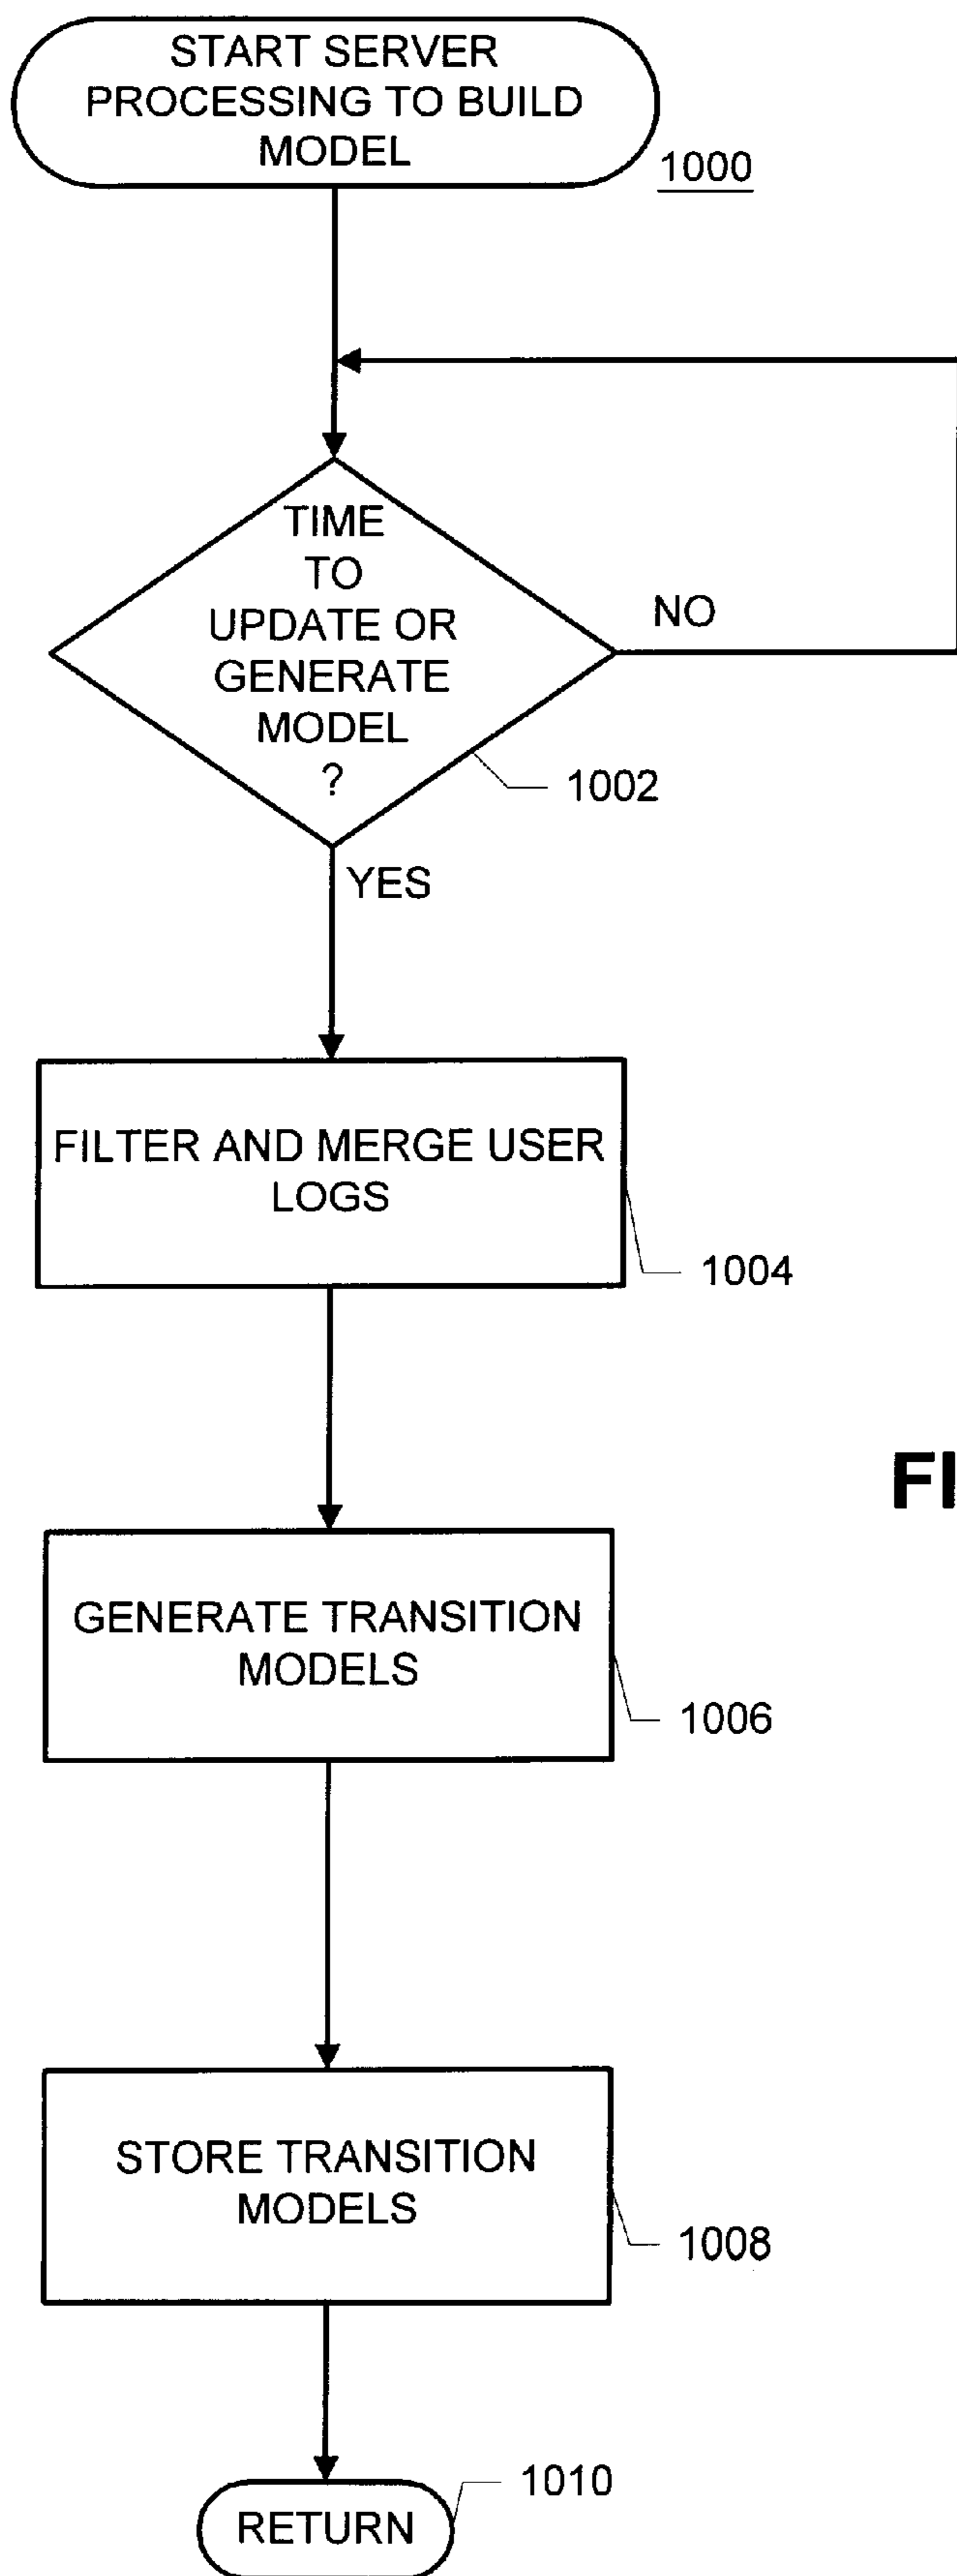 START SERVER
PROCESSING TO BUILD
MODEL
1000
TIME
TO
UPDATE OR
GENERATE
MODEL
?
NO
1002
YES
FILTER AND MERGE USER
LOGS
1004
FI
GENERATE TRANSITION
MODELS
1006
STORE TRANSITION
MODELS
1008
1010
RETURN